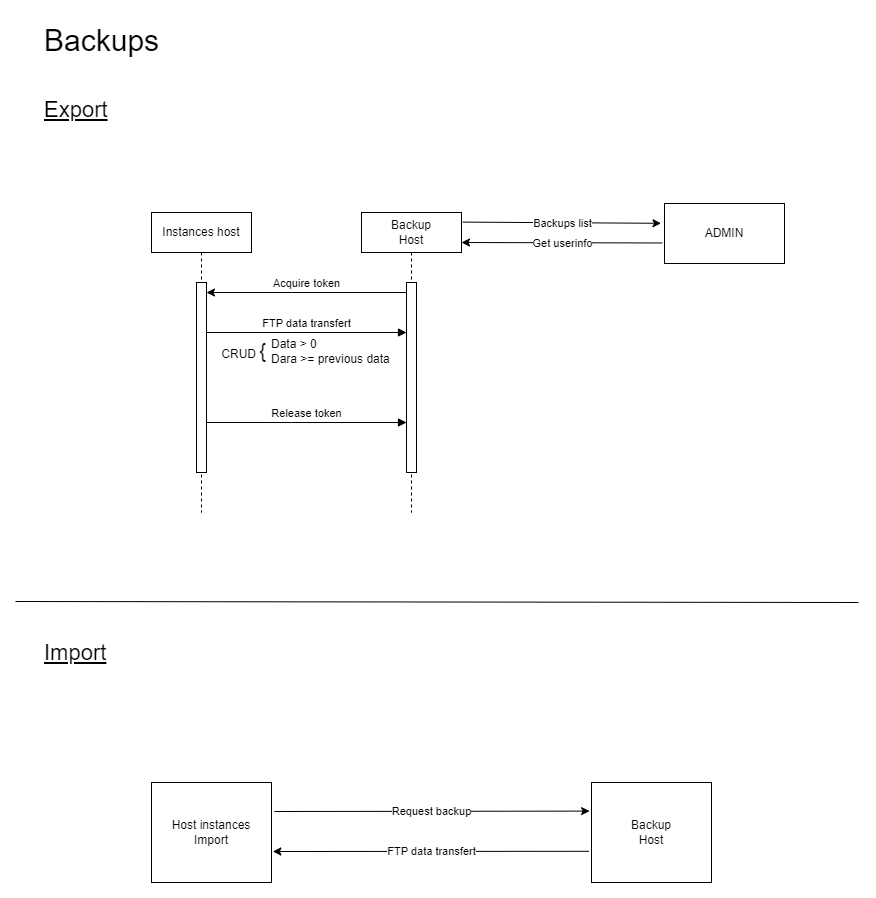 Backups
Export
Instances host
Backup
Host
Backups list
Get userinfo
ADMIN
Acquire token
FTP data transfert
CRUD {
Data > 0
Dara >= previous data
Release token
Import
Host instances
Import
Request backup
FTP data transfert
Backup
Host